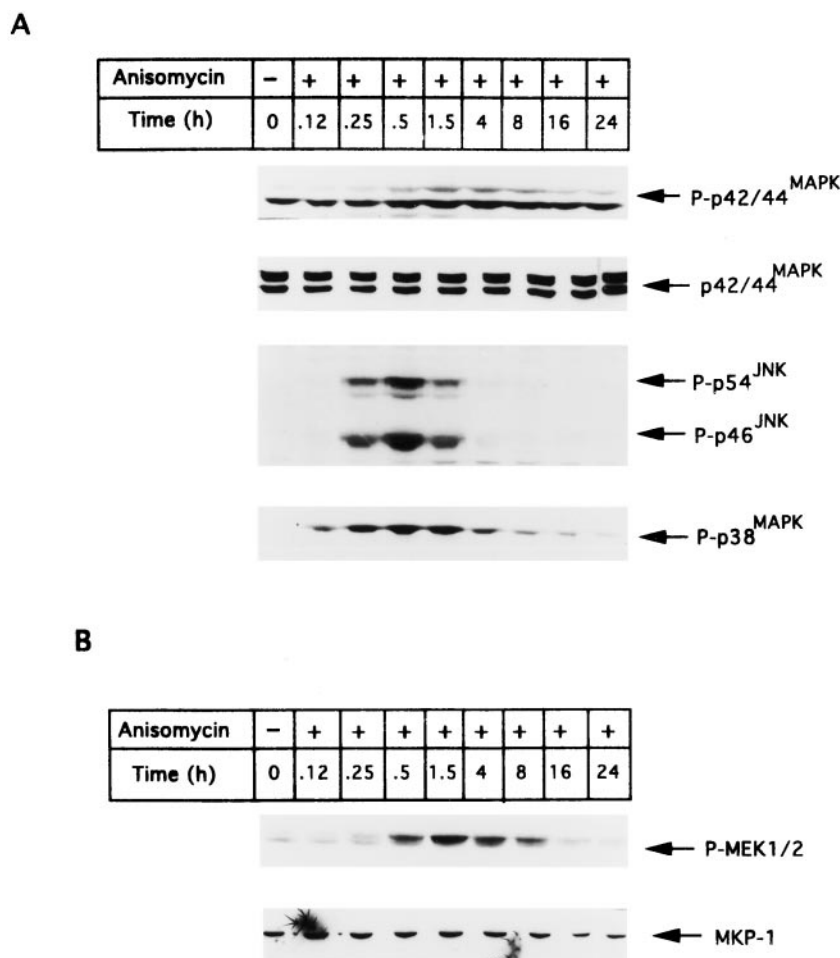 A
Anisomycin − + + + + + + + +
Time (h) 0 .12 .25 .5 1.5 4 8 16 24
P-p42/44MAPK
p42/44MAPK
P-p54JNK
P-p46JNK
P-p38MAPK
B
Anisomycin − + + + + + + + +
Time (h) 0 .12 .25 .5 1.5 4 8 16 24
P-MEK1/2
MKP-1